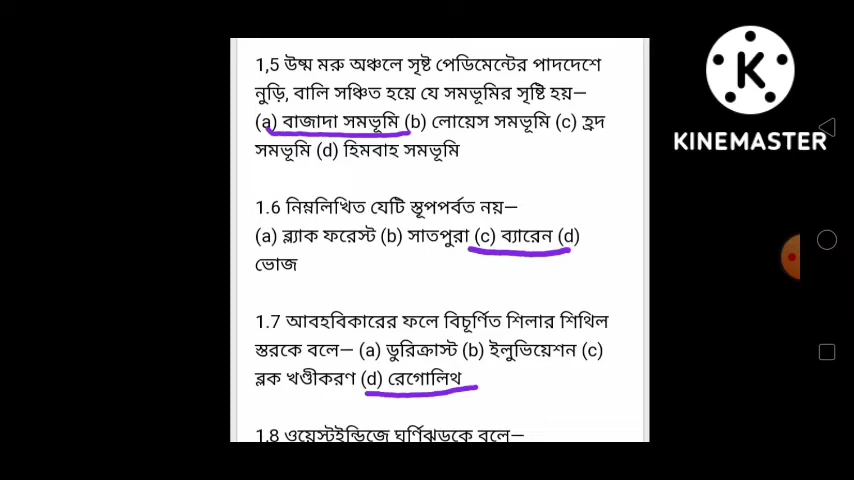 1,5 উষ্ম মরু অঞ্চলে সৃষ্ট পেডিমেন্টের পাদদেশে
নুড়ি, বালি সঞ্চিত হয়ে যে সমভূমির সৃষ্টি হয়—
(a) বাজাদা সমভূমি (b) লোয়েস সমভূমি (c) হ্রদ
সমভূমি (d) হিমবাহ সমভূমি
1.6 নিম্নলিখিত যেটি স্তূপপর্বত নয়—
(a) ব্ল্যাক ফরেস্ট (b) সাতপুরা (c) ব্যারেন (d)
ভোজ
1.7 আবহবিকারের ফলে বিচূর্ণিত শিলার শিথিল
স্তরকে বলে— (a) ডুরিক্রাস্ট (b) ইলুভিয়েশন (c)
ব্লক খণ্ডীকরণ (d) রেগোলিথ
1.8 ওয়েস্টইন্ডিজে ঘূর্ণিঝড়কে বলে—
K
KINEMASTER